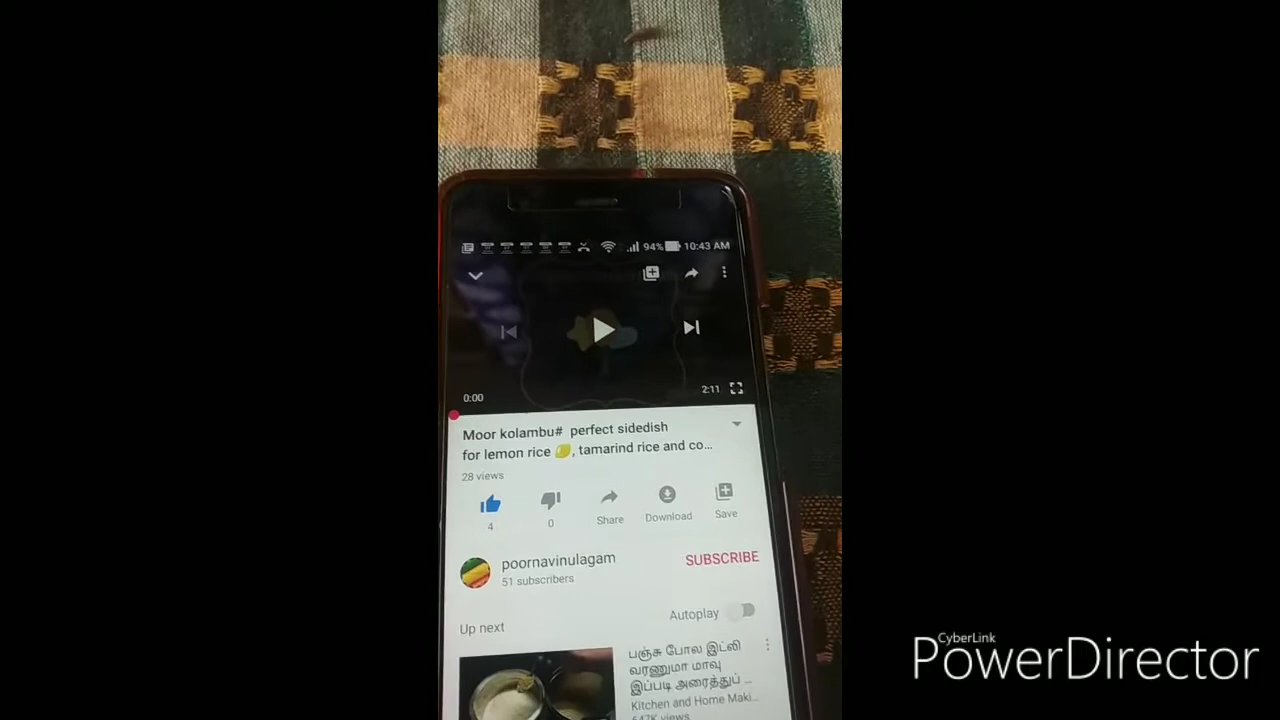 94% 10:43 AM
0:00
2:11
Moor kolambu# perfect sidedish
for lemon rice 🍋, tamarind rice and co...
28 views
4
0
Share
Download
Save
poornavinulagam
51 subscribers
SUBSCRIBE
Autoplay
Up next
பஞ்சு போல இட்லி
வரணுமா மாவு
இப்படி அரைத்துப் ...
Kitchen and Home Maki...
647K views
CyberLink
PowerDirector